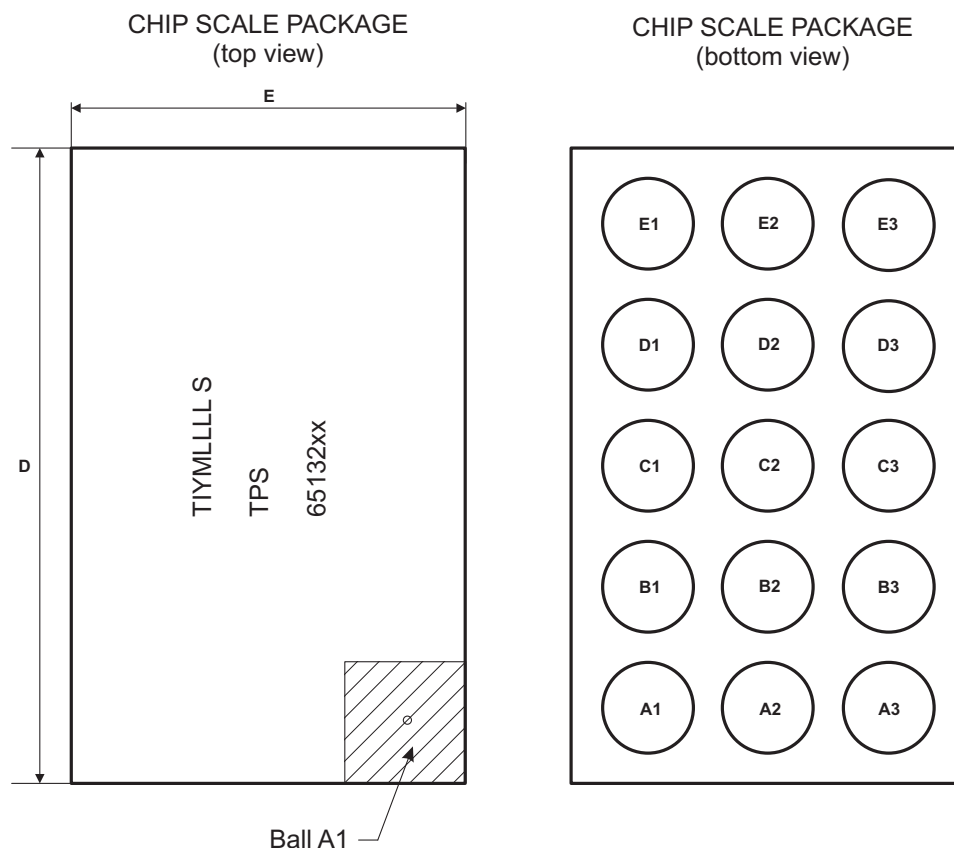 CHIP SCALE PACKAGE
(top view)
E
D
TIYMLLLL S
TPS
65132xx
Ball A1
CHIP SCALE PACKAGE
(bottom view)
E1 E2 E3
D1 D2 D3
C1 C2 C3
B1 B2 B3
A1 A2 A3